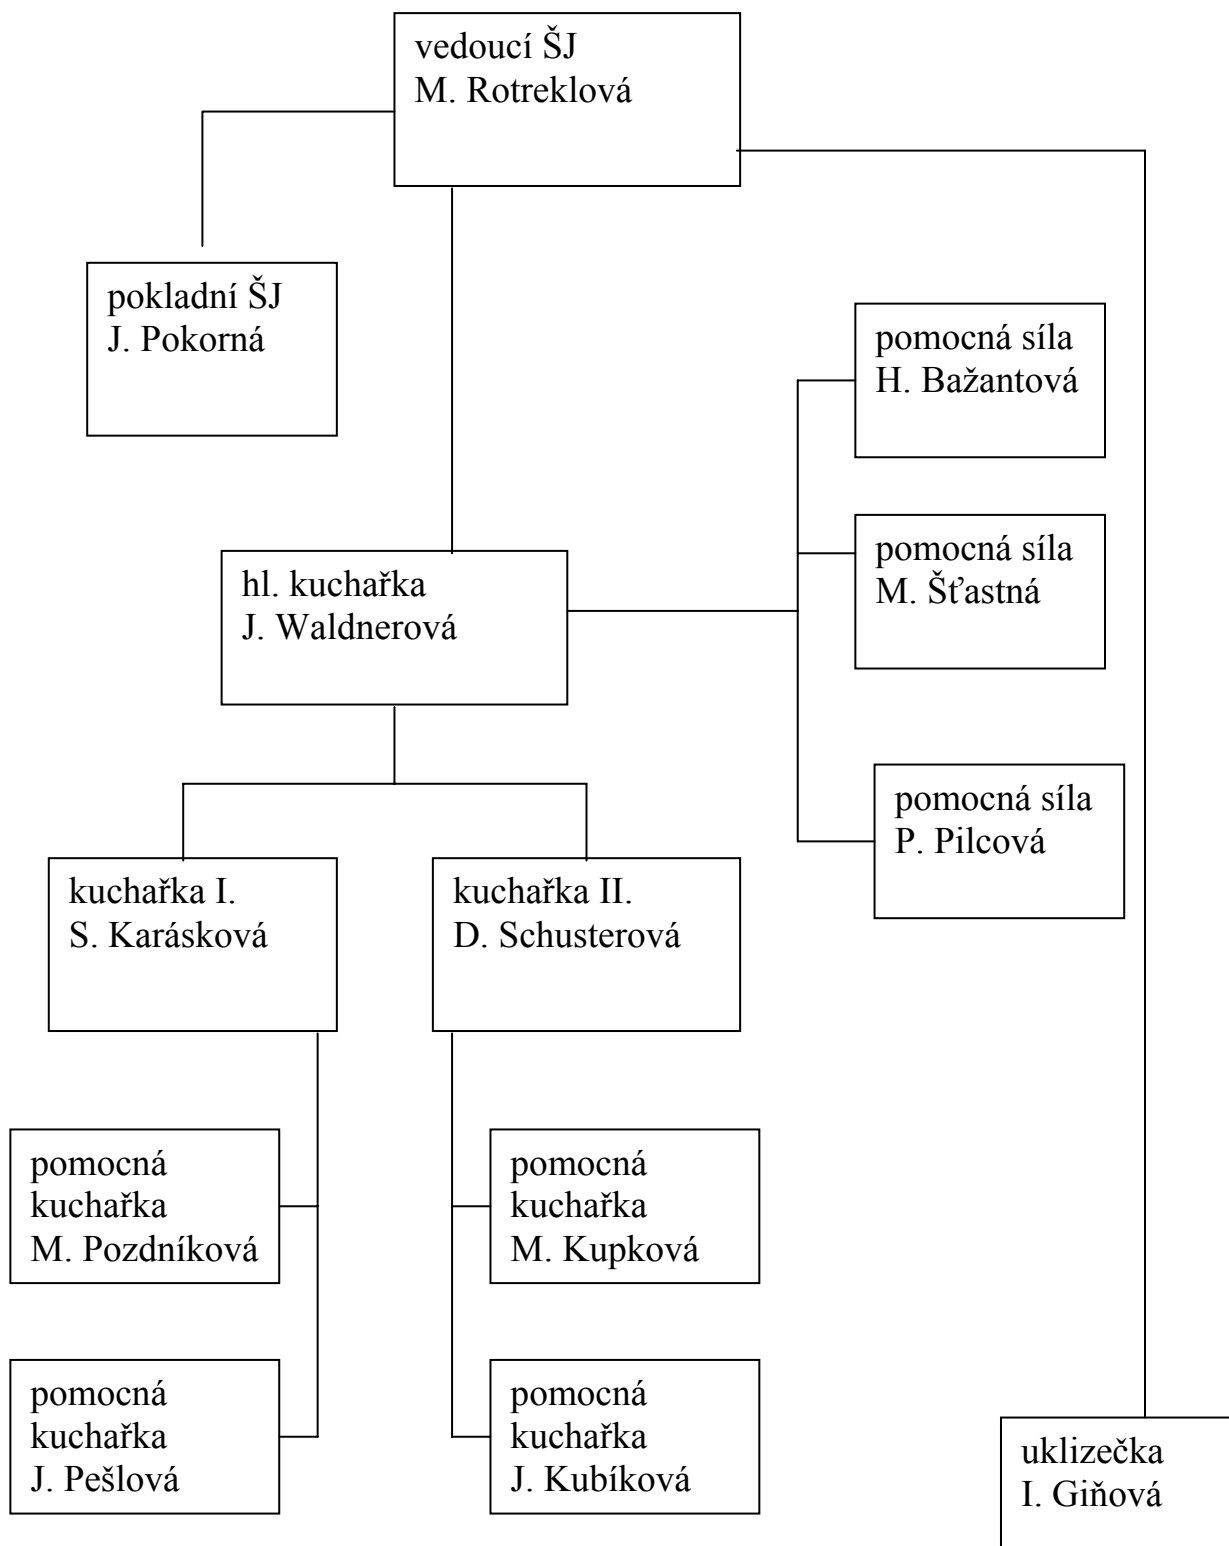 vedoucí ŠJ
M. Rotreklová
pokladní ŠJ
J. Pokorná
pomocná síla
H. Bažantová
pomocná síla
M. Šťastná
hl. kuchařka
J. Waldnerová
pomocná síla
P. Pilcová
kuchařka I.
S. Karásková
kuchařka II.
D. Schusterová
pomocná
kuchařka
M. Pozdníková
pomocná
kuchařka
M. Kupková
pomocná
kuchařka
J. Pešlová
pomocná
kuchařka
J. Kubíková
uklizečka
I. Giňová